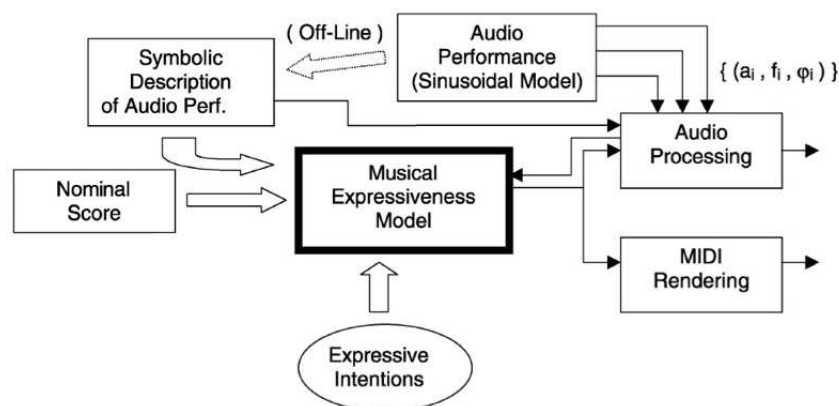 ( Off-Line )
Symbolic
Description
of Audio Perf.
Audio
Performance
(Sinusoidal Model)
{ (ai , fi , φi ) }
Audio
Processing
Musical
Expressiveness
Model
Nominal
Score
MIDI
Rendering
Expressive
Intentions